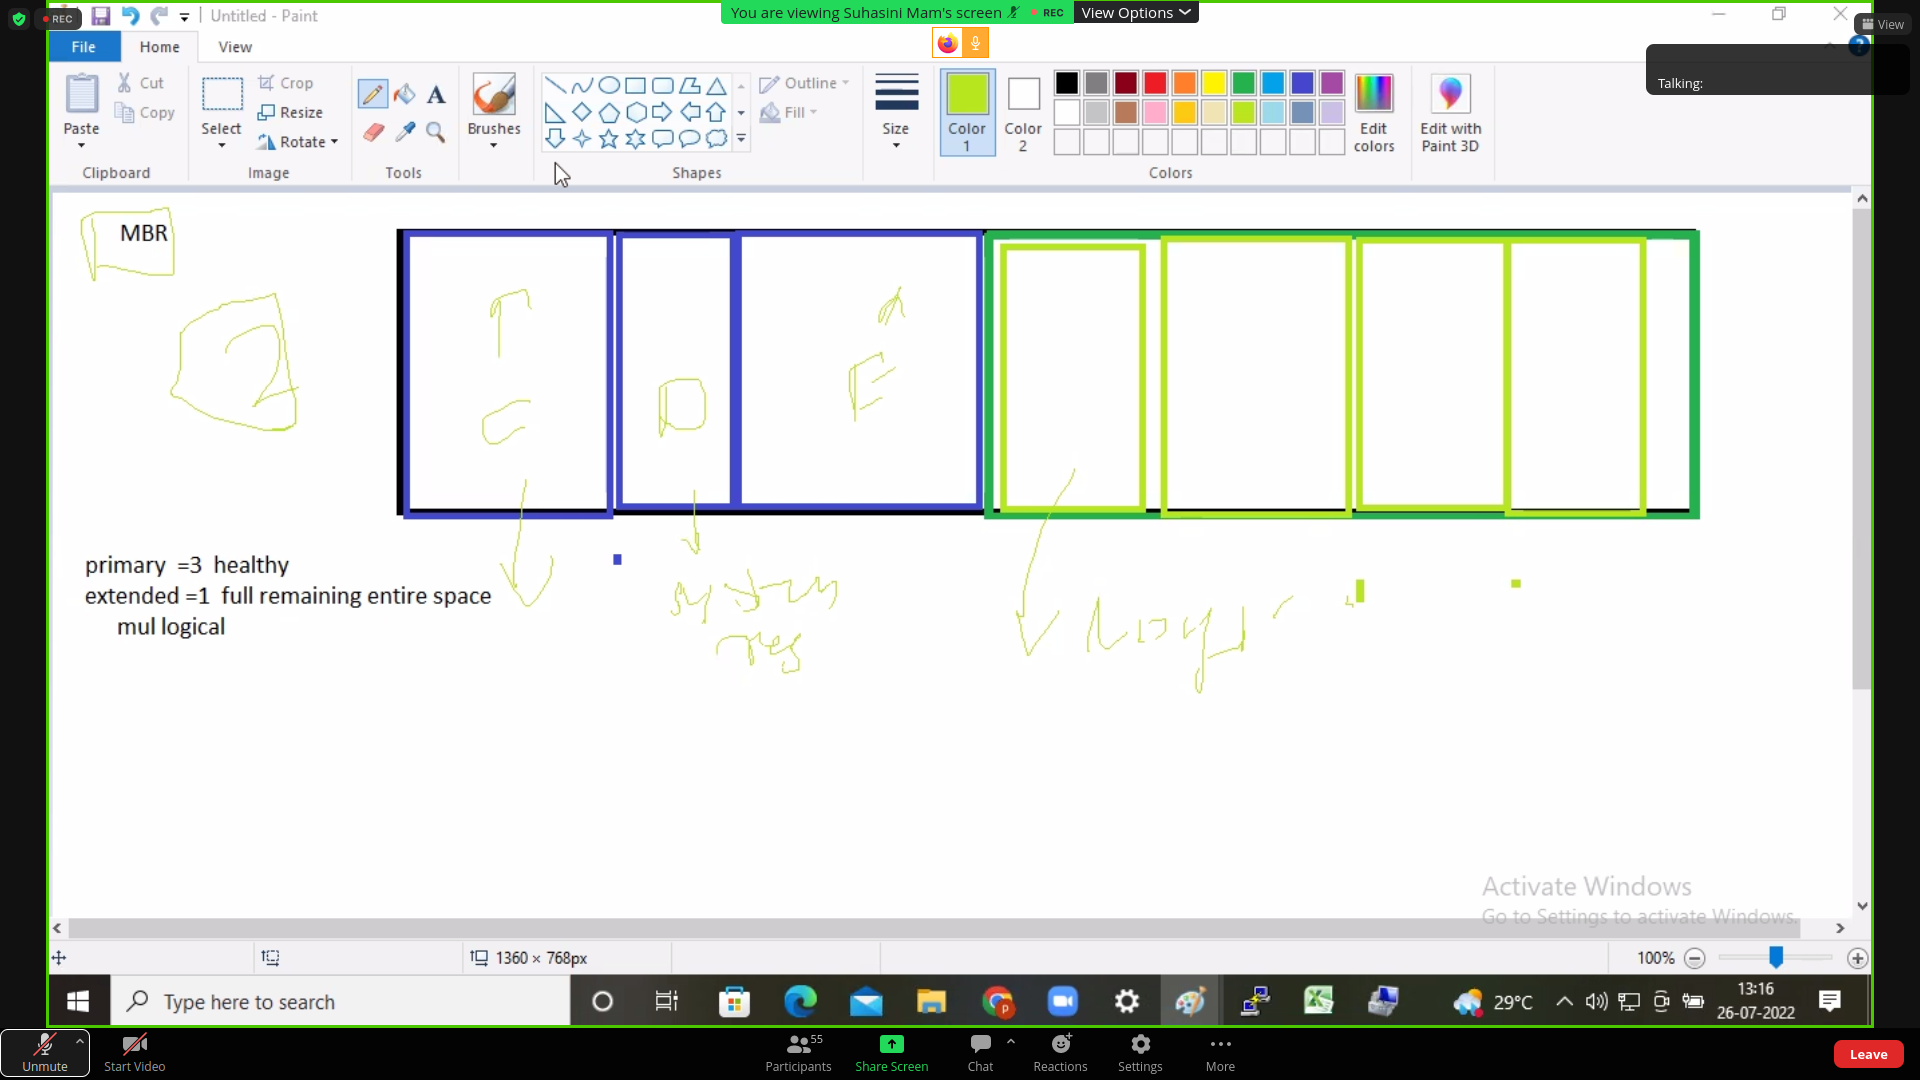 REC
Untitled - Paint
You are viewing Suhasini Mam's screen
REC
View Options
View
File
Home
View
Talking:
Paste
Cut
Copy
Clipboard
Select
Crop
Resize
Rotate
Image
Tools
Brushes
Shapes
Outline
Fill
Size
Color
1
Color
2
Edit
colors
Colors
Edit with
Paint 3D
MBR
2
C
D
E
primary =3 healthy
extended =1 full remaining entire space
mul logical
system
res
Activate Windows
Go to Settings to activate Windows.
1360 × 768px
100%
Type here to search
29°C
13:16
26-07-2022
Unmute
Start Video
55
Participants
Share Screen
Chat
Reactions
Settings
More
Leave